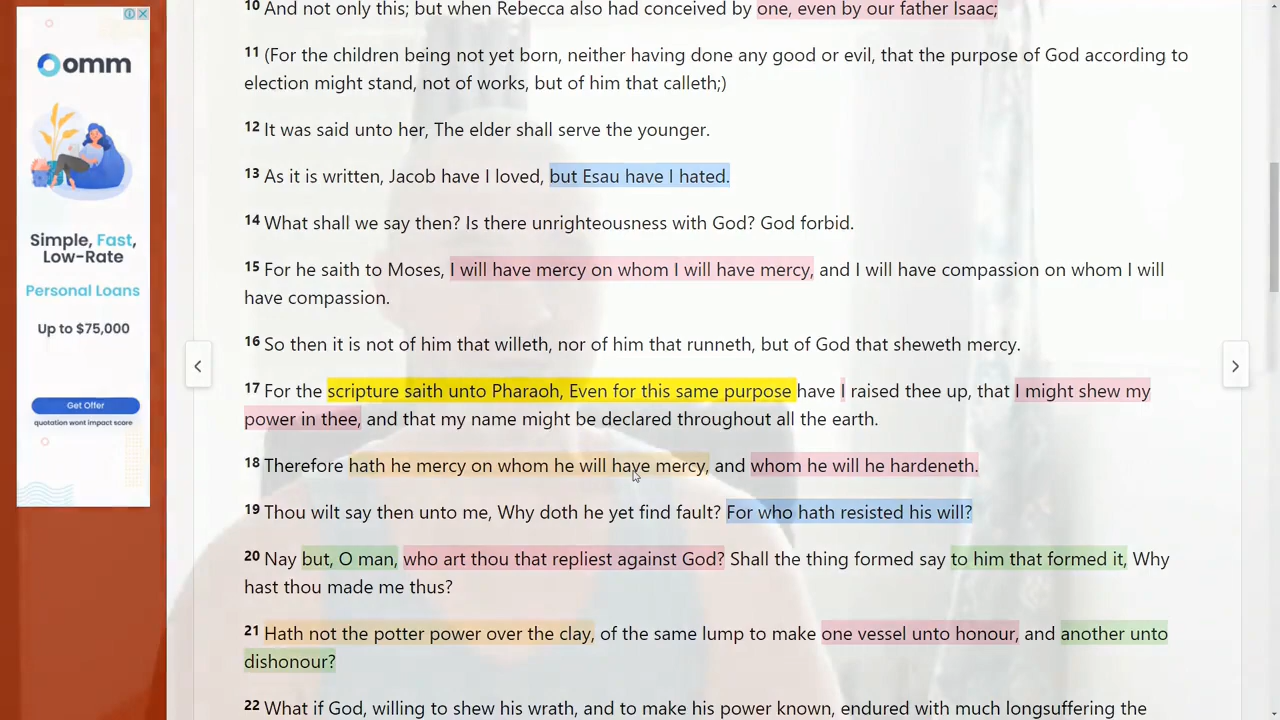 omm
Simple, Fast,
Low-Rate
Personal Loans
Up to $75,000
Get Offer
quotation wont impact score
10 And not only this; but when Rebecca also had conceived by one, even by our father Isaac;
11 (For the children being not yet born, neither having done any good or evil, that the purpose of God according to
election might stand, not of works, but of him that calleth;)
12 It was said unto her, The elder shall serve the younger.
13 As it is written, Jacob have I loved, but Esau have I hated.
14 What shall we say then? Is there unrighteousness with God? God forbid.
15 For he saith to Moses, I will have mercy on whom I will have mercy, and I will have compassion on whom I will
have compassion.
16 So then it is not of him that willeth, nor of him that runneth, but of God that sheweth mercy.
17 For the scripture saith unto Pharaoh, Even for this same purpose have I raised thee up, that I might shew my
power in thee, and that my name might be declared throughout all the earth.
18 Therefore hath he mercy on whom he will have mercy, and whom he will he hardeneth.
19 Thou wilt say then unto me, Why doth he yet find fault? For who hath resisted his will?
20 Nay but, O man, who art thou that repliest against God? Shall the thing formed say to him that formed it, Why
hast thou made me thus?
21 Hath not the potter power over the clay, of the same lump to make one vessel unto honour, and another unto
dishonour?
22 What if God, willing to shew his wrath, and to make his power known, endured with much longsuffering the